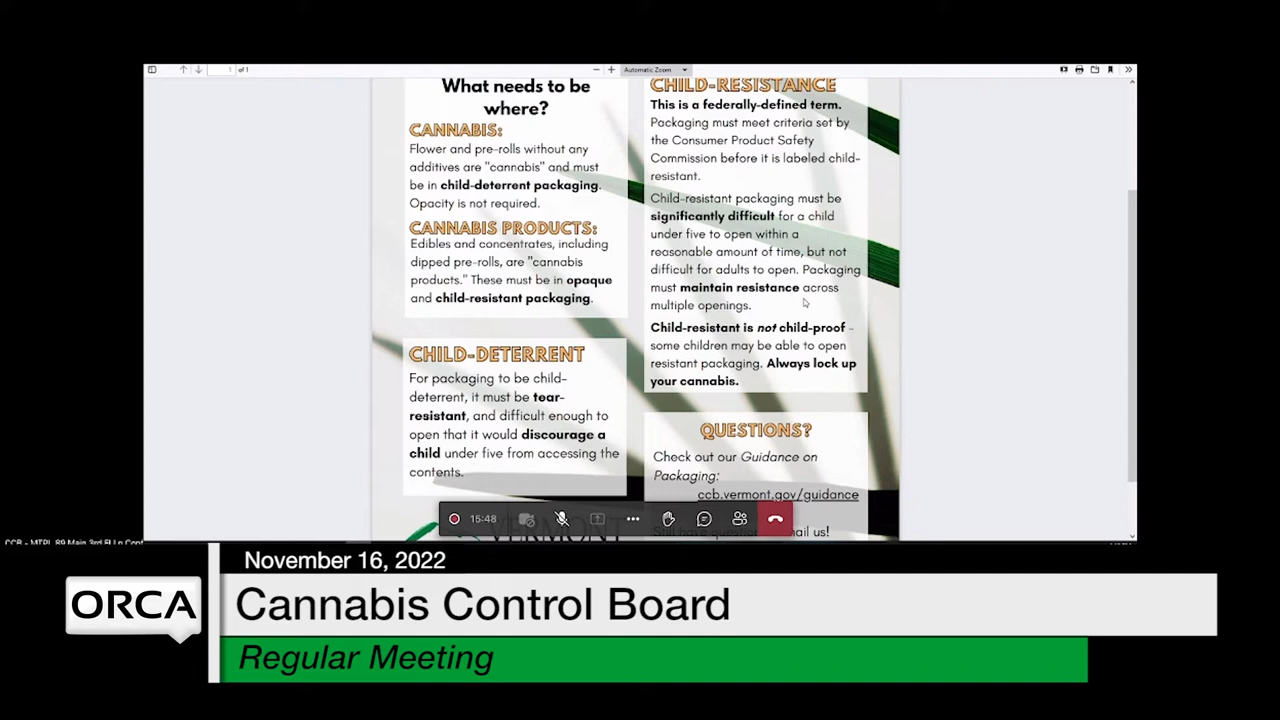 1 of 1
Automatic Zoom
What needs to be
where?
CANNABIS:
Flower and pre-rolls without any
additives are "cannabis" and must
be in child-deterrent packaging.
Opacity is not required.
CANNABIS PRODUCTS:
Edibles and concentrates, including
dipped pre-rolls, are "cannabis
products." These must be in opaque
and child-resistant packaging.
CHILD-DETERRENT
For packaging to be child-
deterrent, it must be tear-
resistant, and difficult enough to
open that it would discourage a
child under five from accessing the
contents.
CHILD-RESISTANCE
This is a federally-defined term.
Packaging must meet criteria set by
the Consumer Product Safety
Commission before it is labeled child-
resistant.
Child-resistant packaging must be
significantly difficult for a child
under five to open within a
reasonable amount of time, but not
difficult for adults to open. Packaging
must maintain resistance across
multiple openings.
Child-resistant is not child-proof -
some children may be able to open
resistant packaging. Always lock up
your cannabis.
QUESTIONS?
Check out our Guidance on
Packaging:
ccb.vermont.gov/guidance
us!
15:48
VERMONT
November 16, 2022
ORCA
Cannabis Control Board
Regular Meeting